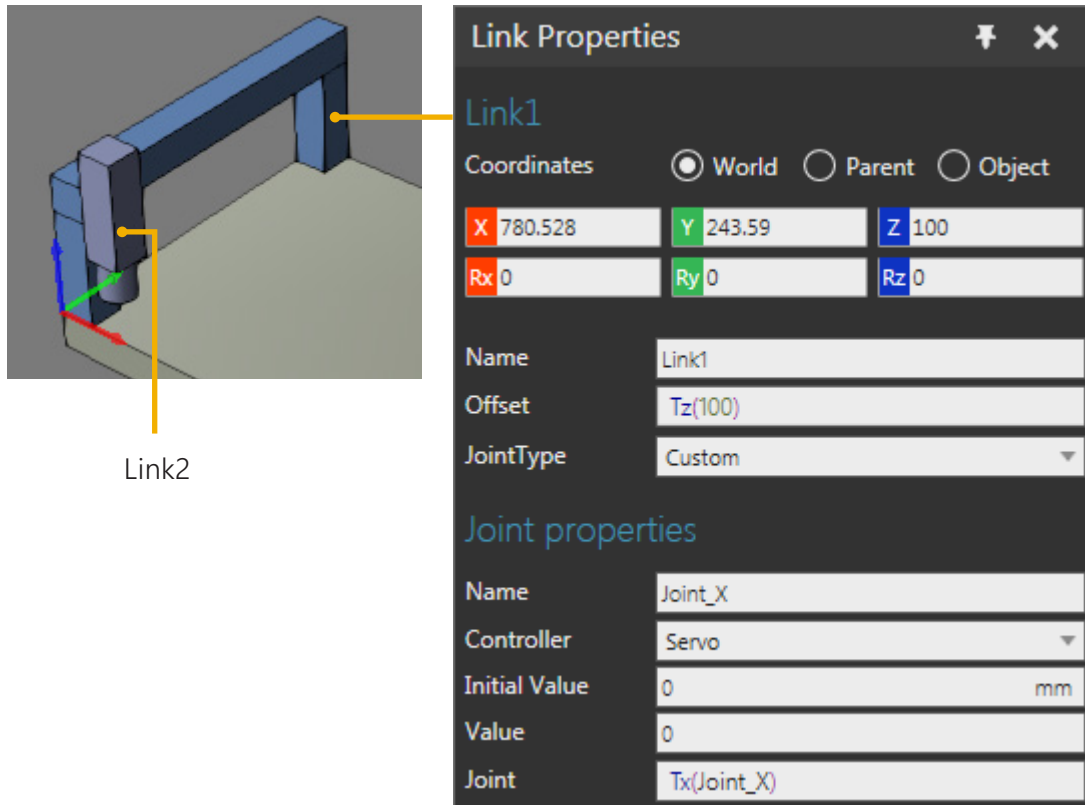 Link Properties
Link1
Coordinates World Parent Object
X 780.528 Y 243.59 Z 100
Rx 0 Ry 0 Rz 0
Name Link1
Offset Tz(100)
JointType Custom
Link2
Joint properties
Name Joint_X
Controller Servo
Initial Value 0 mm
Value 0
Joint Tx(Joint_X)